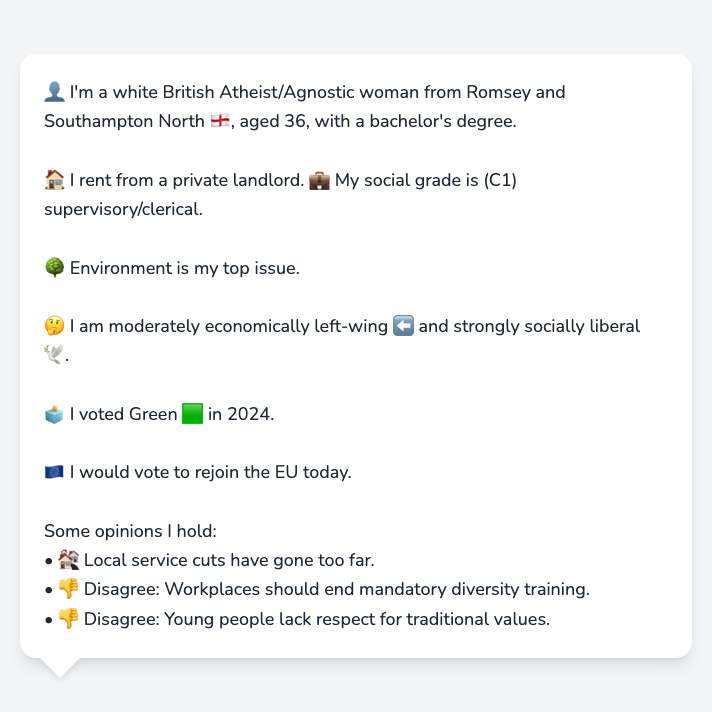 👤 I'm a white British Atheist/Agnostic woman from Romsey and
Southampton North 🏴󠁧󠁢󠁥󠁮󠁧󠁿, aged 36, with a bachelor's degree.
🏠 I rent from a private landlord. 💼 My social grade is (C1)
supervisory/clerical.
🌳 Environment is my top issue.
🤔 I am moderately economically left-wing ⬅️ and strongly socially liberal
🕊️.
🗳️ I voted Green 🟩 in 2024.
🇪🇺 I would vote to rejoin the EU today.
Some opinions I hold:
• 🏚️ Local service cuts have gone too far.
• 👎 Disagree: Workplaces should end mandatory diversity training.
• 👎 Disagree: Young people lack respect for traditional values.